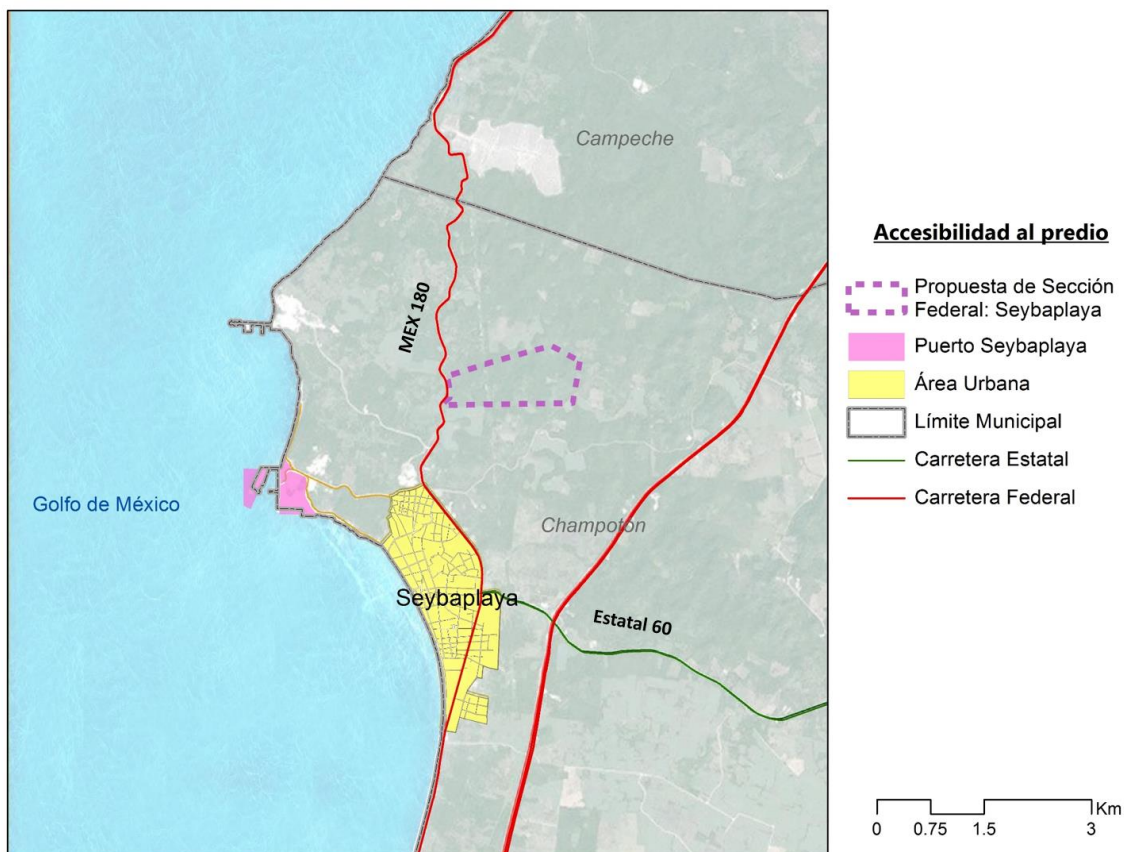 Campeche
MEX 180
Golfo de México
Champotón
Seybaplaya
Estatal 60
Accesibilidad al predio
Propuesta de Sección
Federal: Seybaplaya
Puerto Seybaplaya
Área Urbana
Límite Municipal
Carretera Estatal
Carretera Federal
Km
0 0.75 1.5 3